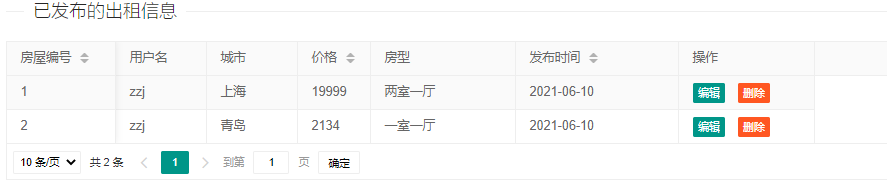 已发布的出租信息
房屋编号 用户名 城市 价格 房型 发布时间 操作
1 zzj 上海 19999 两室一厅 2021-06-10 编辑 删除
2 zzj 青岛 2134 一室一厅 2021-06-10 编辑 删除
10 条/页 共 2 条 1 到第 1 页 确定